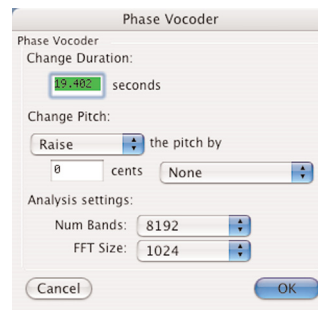 Phase Vocoder
Phase Vocoder
Change Duration:
19.402 seconds
Change Pitch:
Raise the pitch by
0 cents None
Analysis settings:
Num Bands: 8192
FFT Size: 1024
Cancel OK